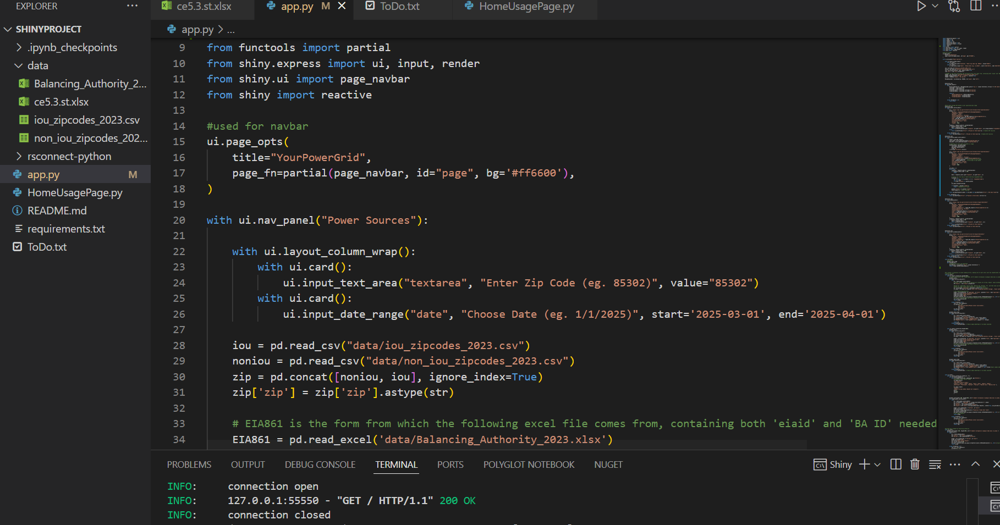 EXPLORER
SHINYPROJECT
.ipynb_checkpoints
data
Balancing_Authority_2...
ce5.3.st.xlsx
iou_zipcodes_2023.csv
non_iou_zipcodes_202...
rsconnect-python
app.py M
HomeUsagePage.py
README.md
requirements.txt
ToDo.txt
ce5.3.st.xlsx app.py M ToDo.txt HomeUsagePage.py
app.py > ...
9 from functools import partial
10 from shiny.express import ui, input, render
11 from shiny.ui import page_navbar
12 from shiny import reactive
13
14 #used for navbar
15 ui.page_opts(
16 title="YourPowerGrid",
17 page_fn=partial(page_navbar, id="page", bg='#ff6600'),
18 )
19
20 with ui.nav_panel("Power Sources"):
21
22 with ui.layout_column_wrap():
23 with ui.card():
24 ui.input_text_area("textarea", "Enter Zip Code (eg. 85302)", value="85302")
25 with ui.card():
26 ui.input_date_range("date", "Choose Date (eg. 1/1/2025)", start='2025-03-01', end='2025-04-01')
27
28 iou = pd.read_csv("data/iou_zipcodes_2023.csv")
29 noniou = pd.read_csv("data/non_iou_zipcodes_2023.csv")
30 zip = pd.concat([noniou, iou], ignore_index=True)
31 zip['zip'] = zip['zip'].astype(str)
32
33 # EIA861 is the form from which the following excel file comes from, containing both 'eiaid' and 'BA ID' needed
34 EIA861 = pd.read_excel('data/Balancing_Authority_2023.xlsx')
PROBLEMS OUTPUT DEBUG CONSOLE TERMINAL PORTS POLYGLOT NOTEBOOK NUGET Shiny
INFO: connection open
INFO: 127.0.0.1:55550 - "GET / HTTP/1.1" 200 OK
INFO: connection closed